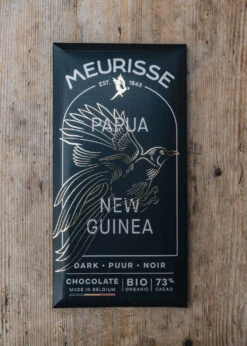 MEURISSE
EST. 1845
PAPUA
NEW
GUINEA
DARK • PUUR • NOIR
CHOCOLATE
MADE IN BELGIUM
BIO
ORGANIC
73%
CACAO